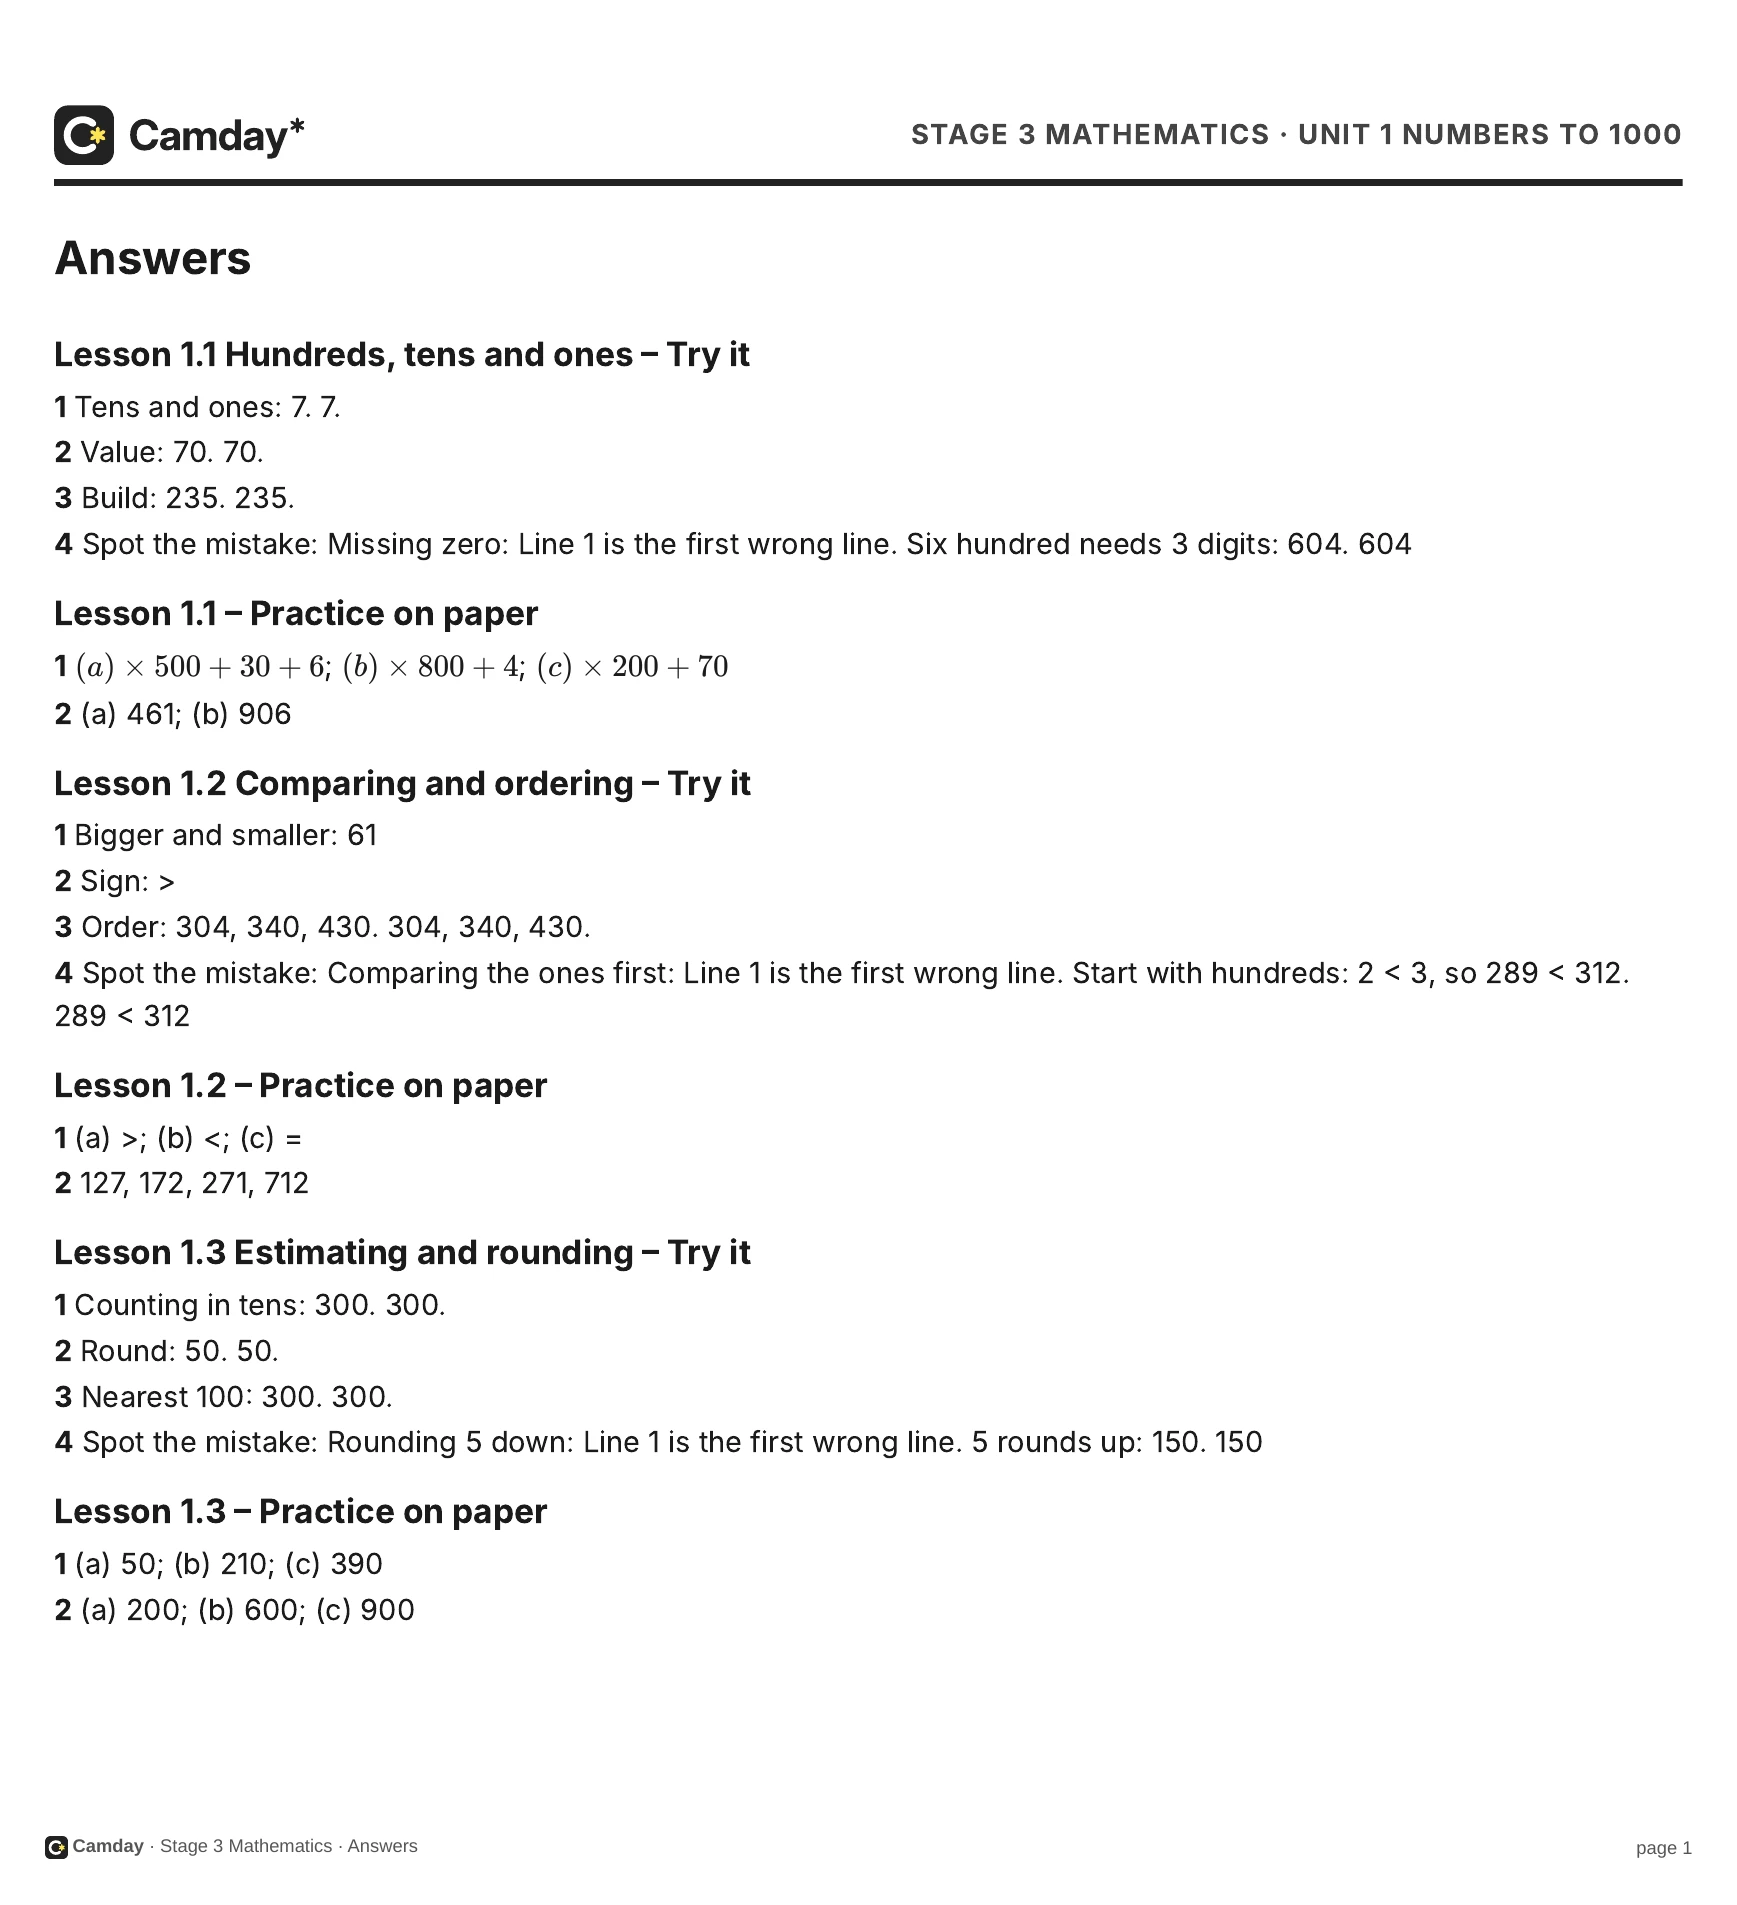 Camday*
STAGE 3 MATHEMATICS · UNIT 1 NUMBERS TO 1000
Answers
Lesson 1.1 Hundreds, tens and ones – Try it
1 Tens and ones: 7. 7.
2 Value: 70. 70.
3 Build: 235. 235.
4 Spot the mistake: Missing zero: Line 1 is the first wrong line. Six hundred needs 3 digits: 604. 604
Lesson 1.1 – Practice on paper
1 (a) × 500 + 30 + 6; (b) × 800 + 4; (c) × 200 + 70
2 (a) 461; (b) 906
Lesson 1.2 Comparing and ordering – Try it
1 Bigger and smaller: 61
2 Sign: >
3 Order: 304, 340, 430. 304, 340, 430.
4 Spot the mistake: Comparing the ones first: Line 1 is the first wrong line. Start with hundreds: 2 < 3, so 289 < 312.
289 < 312
Lesson 1.2 – Practice on paper
1 (a) >; (b) <; (c) =
2 127, 172, 271, 712
Lesson 1.3 Estimating and rounding – Try it
1 Counting in tens: 300. 300.
2 Round: 50. 50.
3 Nearest 100: 300. 300.
4 Spot the mistake: Rounding 5 down: Line 1 is the first wrong line. 5 rounds up: 150. 150
Lesson 1.3 – Practice on paper
1 (a) 50; (b) 210; (c) 390
2 (a) 200; (b) 600; (c) 900
Camday · Stage 3 Mathematics · Answers
page 1